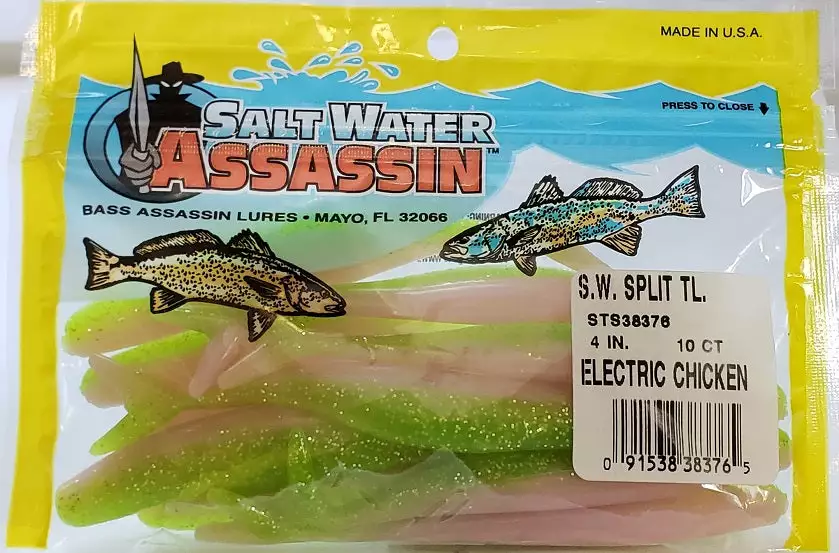 MADE IN U.S.A.
PRESS TO CLOSE
SALT WATER
ASSASSIN™
BASS ASSASSIN LURES • MAYO, FL 32066
S.W. SPLIT TL.
STS38376
4 IN. 10 CT
ELECTRIC CHICKEN
0 91538 38376 5